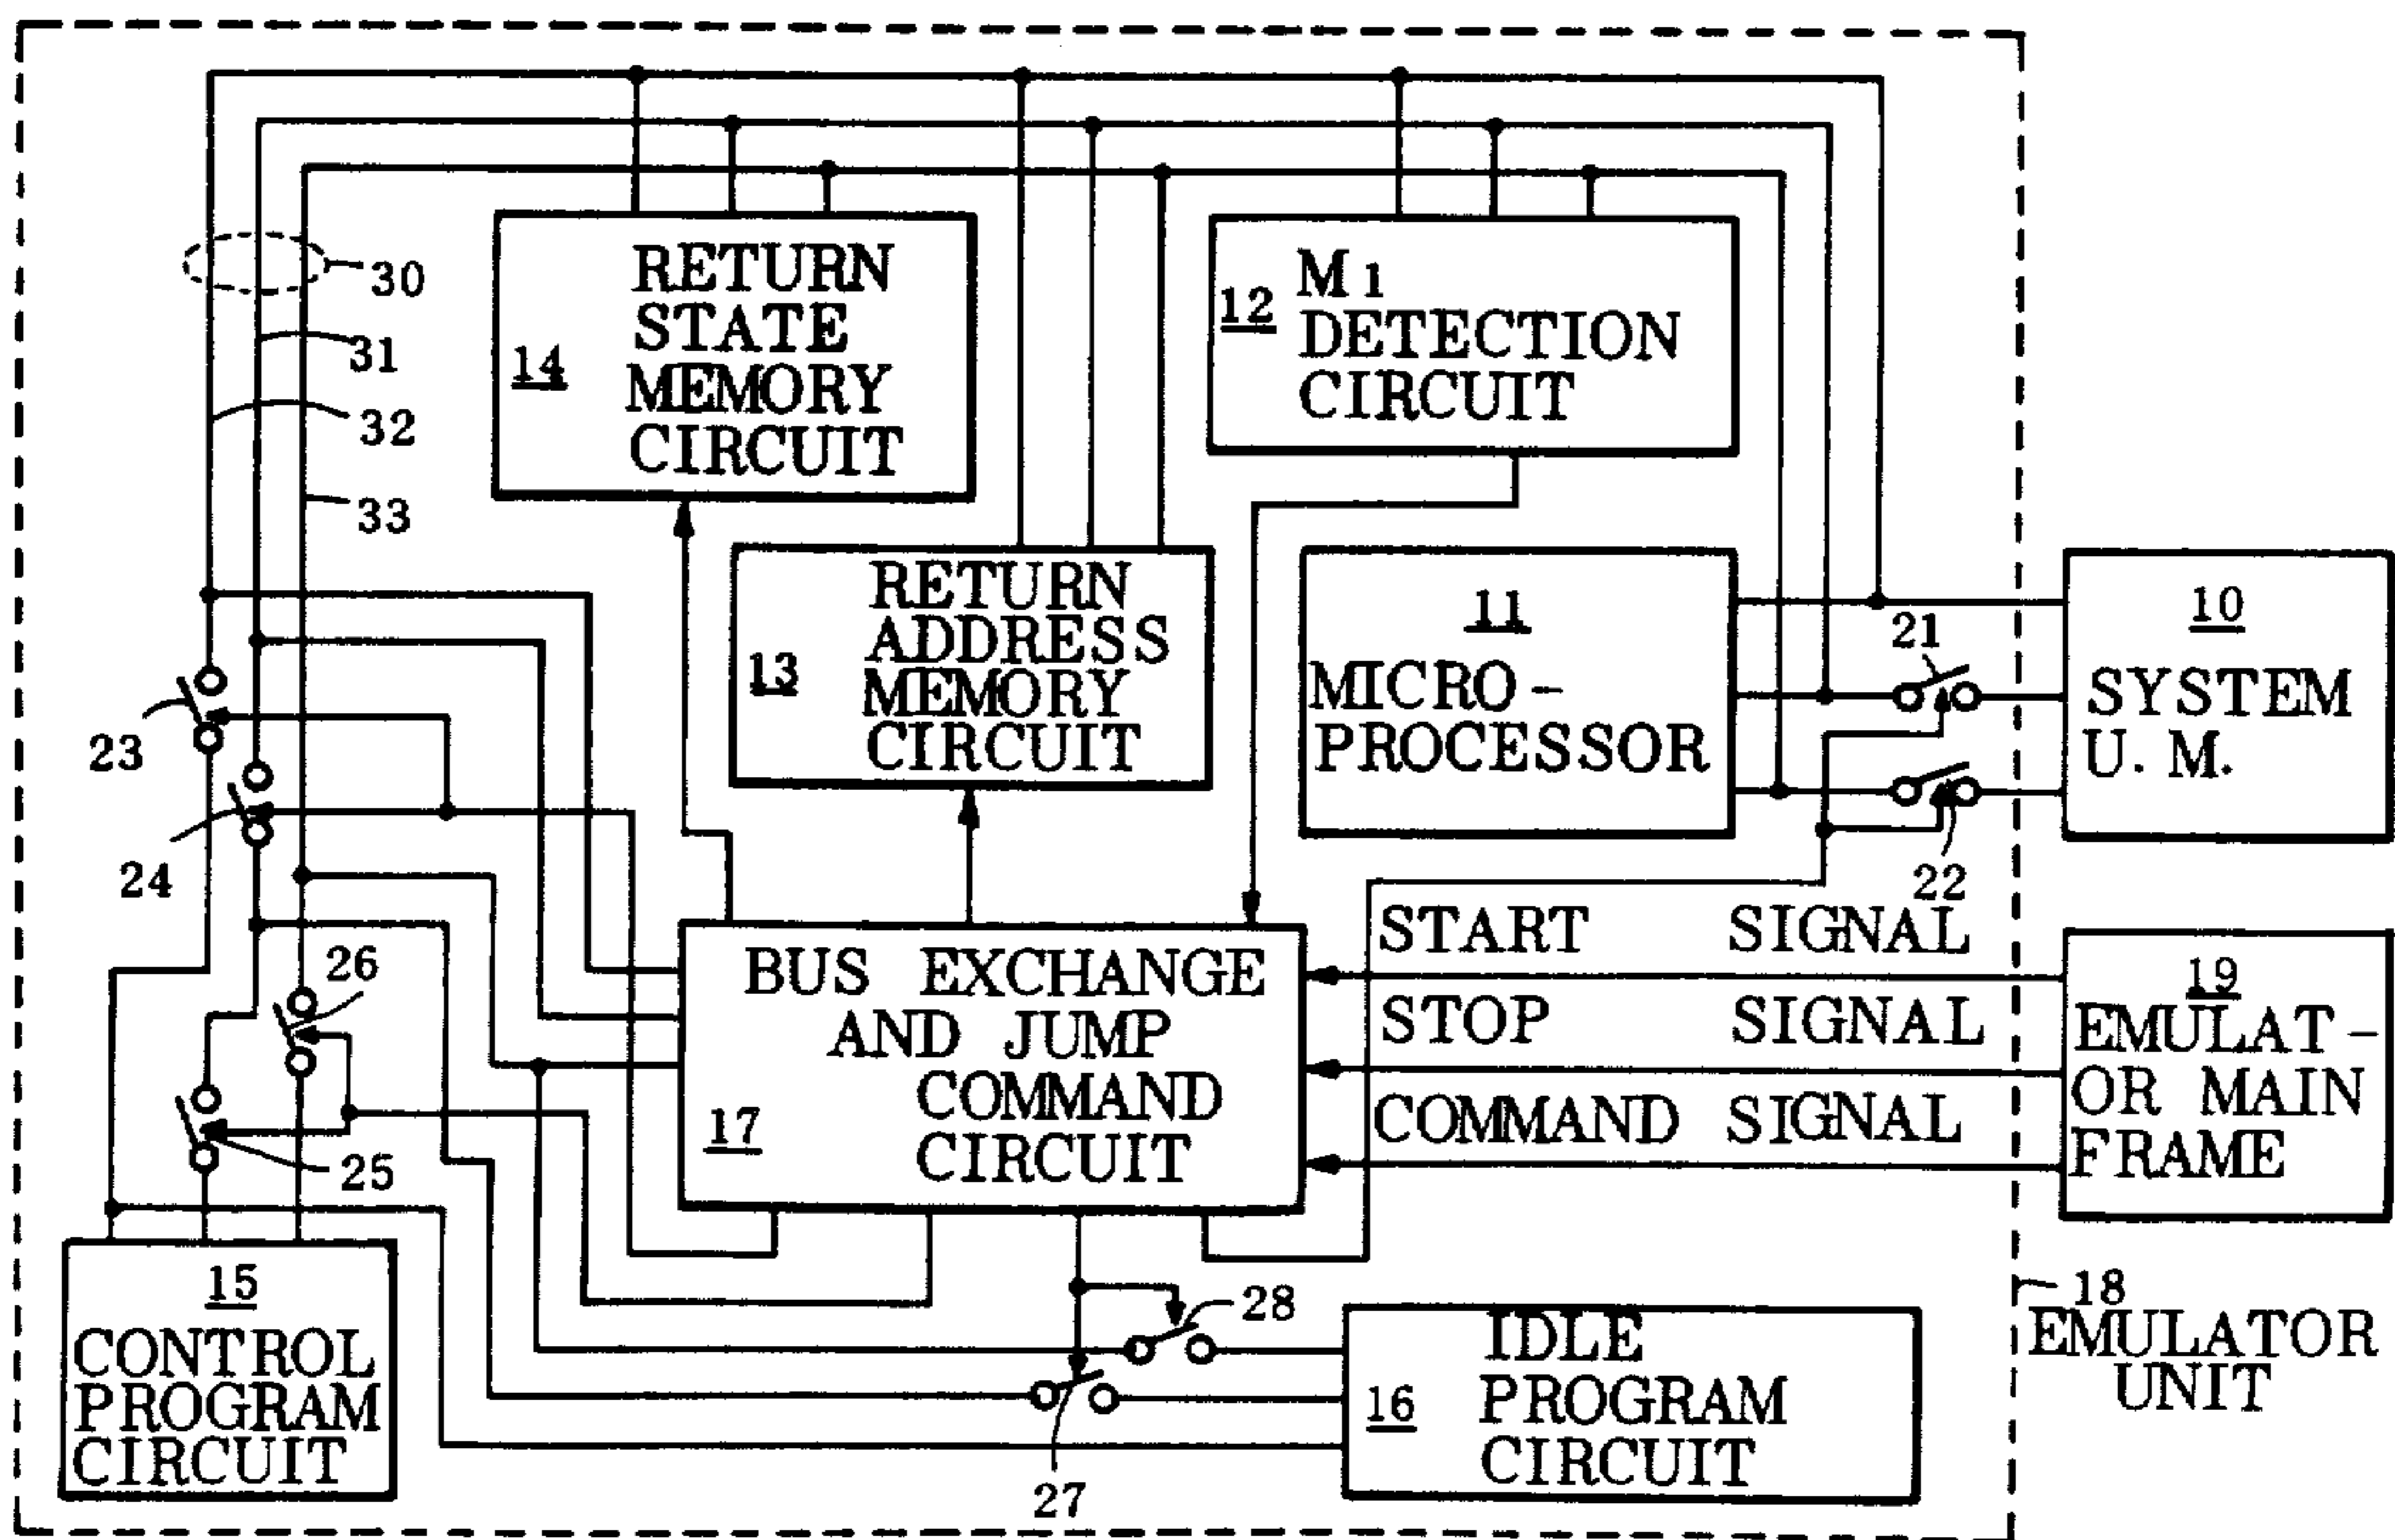 30
31
32
33
14
RETURN
STATE
MEMORY
CIRCUIT
12
M1
DETECTION
CIRCUIT
13
RETURN
ADDRESS
MEMORY
CIRCUIT
11
MICRO-
PROCESSOR
21
22
10
SYSTEM
U. M.
23
24
26
25
17
BUS EXCHANGE
AND JUMP
COMMAND
CIRCUIT
START SIGNAL
STOP SIGNAL
COMMAND SIGNAL
19
EMULAT-
OR MAIN
FRAME
15
CONTROL
PROGRAM
CIRCUIT
28
27
16
IDLE
PROGRAM
CIRCUIT
18
EMULATOR
UNIT